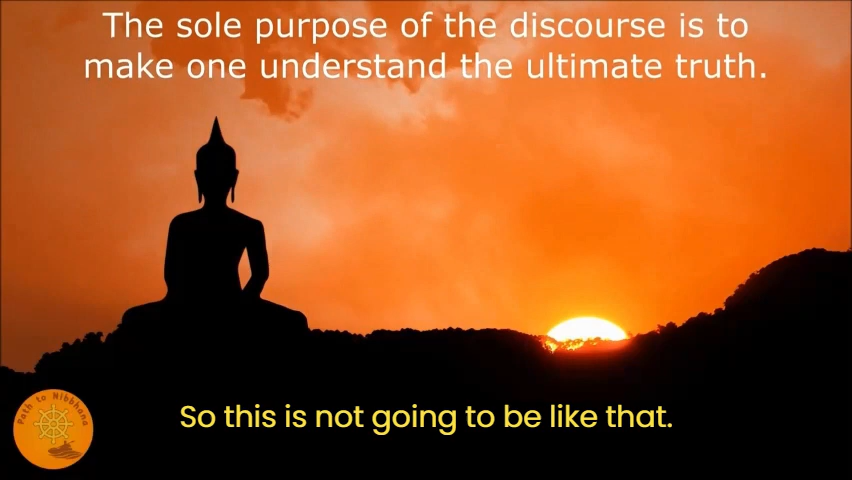 The sole purpose of the discourse is to
make one understand the ultimate truth.
Path to Nibbhana
So this is not going to be like that.